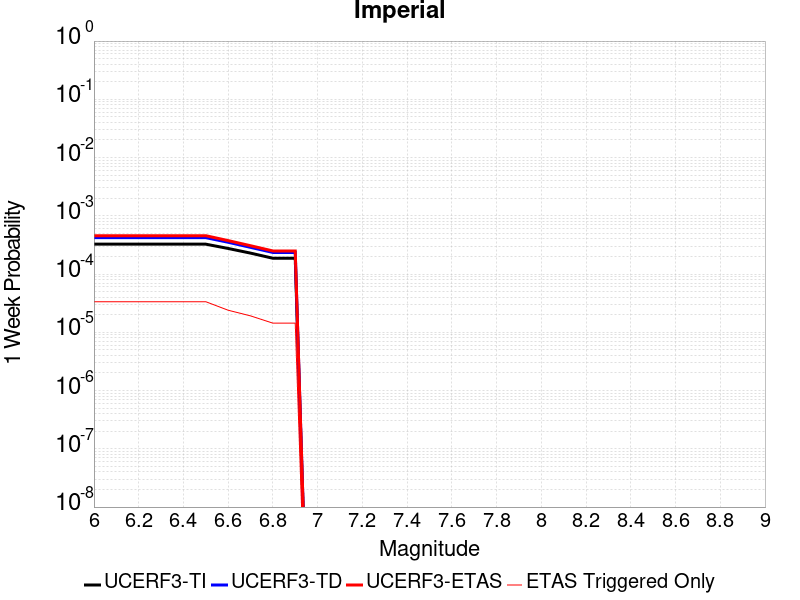 Imperial
10^0
10^-1
10^-2
10^-3
10^-4
10^-5
10^-6
10^-7
10^-8
1 Week Probability
6 6.2 6.4 6.6 6.8 7 7.2 7.4 7.6 7.8 8 8.2 8.4 8.6 8.8 9
Magnitude
UCERF3-TI UCERF3-TD UCERF3-ETAS ETAS Triggered Only